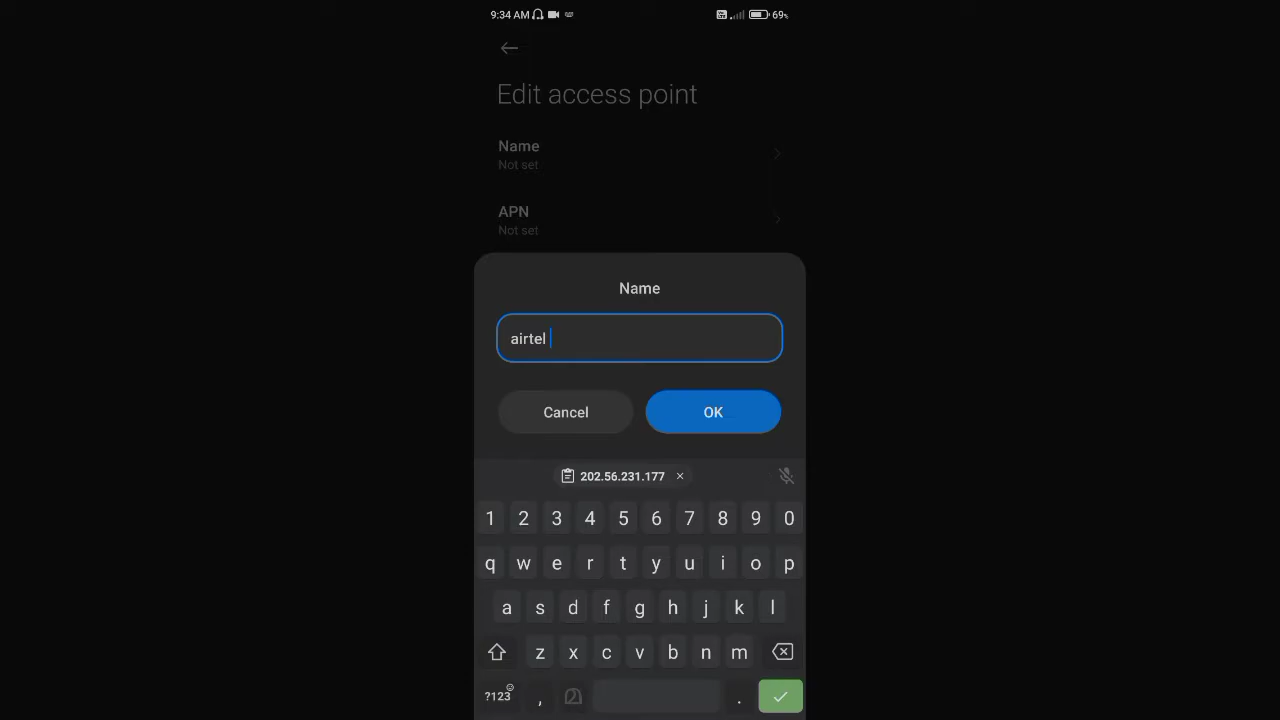 9:34 AM 69%
Edit access point
Name
Not set
APN
Not set
Name
airtel
Cancel OK
202.56.231.177
1 2 3 4 5 6 7 8 9 0
q w e r t y u i o p
a s d f g h j k l
z x c v b n m
?123 , .